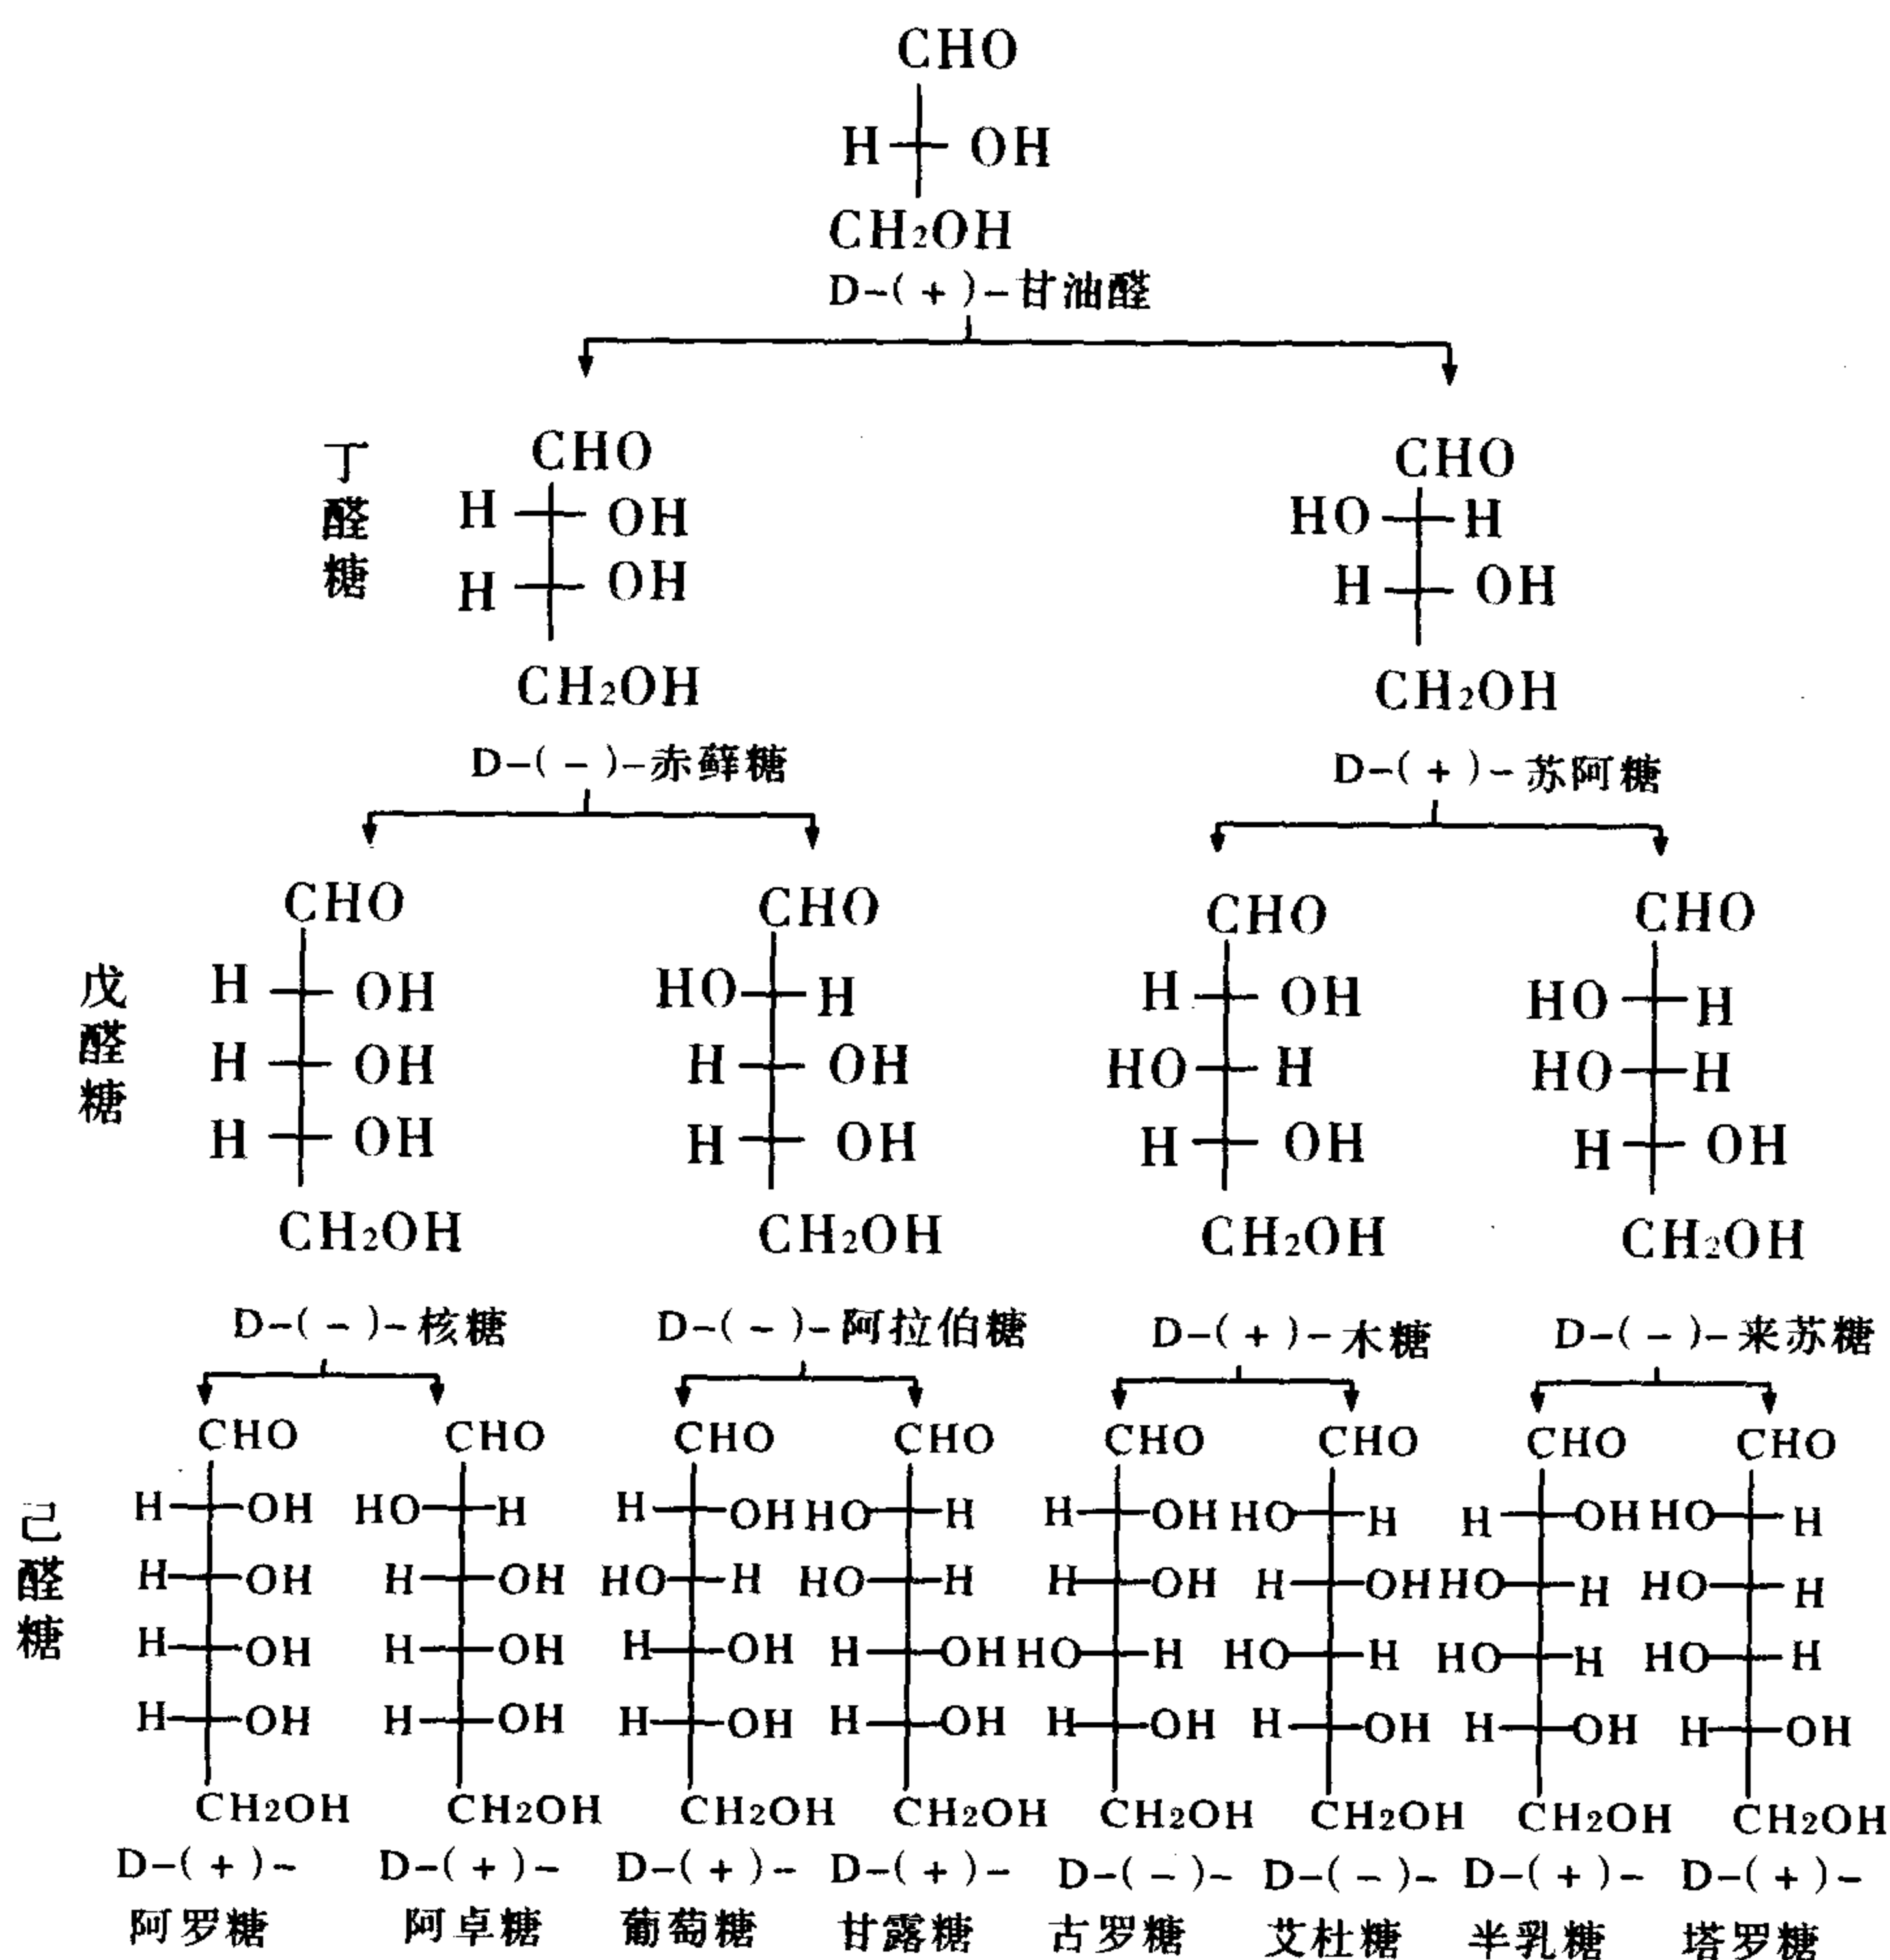 CHO
H OH
CH₂OH
D-(+)-甘油醛
丁醛糖
CHO CHO
H OH HO H
H OH H OH
CH₂OH CH₂OH
D-(-)-赤藓糖 D-(+)-苏阿糖
戊醛糖
CHO CHO CHO CHO
H OH HO H H OH HO H
H OH H OH HO H HO H
H OH H OH H OH H OH
CH₂OH CH₂OH CH₂OH CH₂OH
D-(-)-核糖 D-(-)-阿拉伯糖 D-(+)-木糖 D-(-)-来苏糖
己醛糖
CHO CHO CHO CHO CHO CHO CHO CHO
H OH HO H H OH HO H H OH HO H H OH HO H
H OH H OH HO H HO H H OH H OH HO H HO H
H OH H OH H OH H OH HO H HO H HO H HO H
H OH H OH H OH H OH H OH H OH H OH H OH
CH₂OH CH₂OH CH₂OH CH₂OH CH₂OH CH₂OH CH₂OH CH₂OH
D-(+)- D-(+)- D-(+)- D-(+)- D-(-)- D-(-)- D-(+)- D-(+)-
阿罗糖 阿卓糖 葡萄糖 甘露糖 古罗糖 艾杜糖 半乳糖 塔罗糖